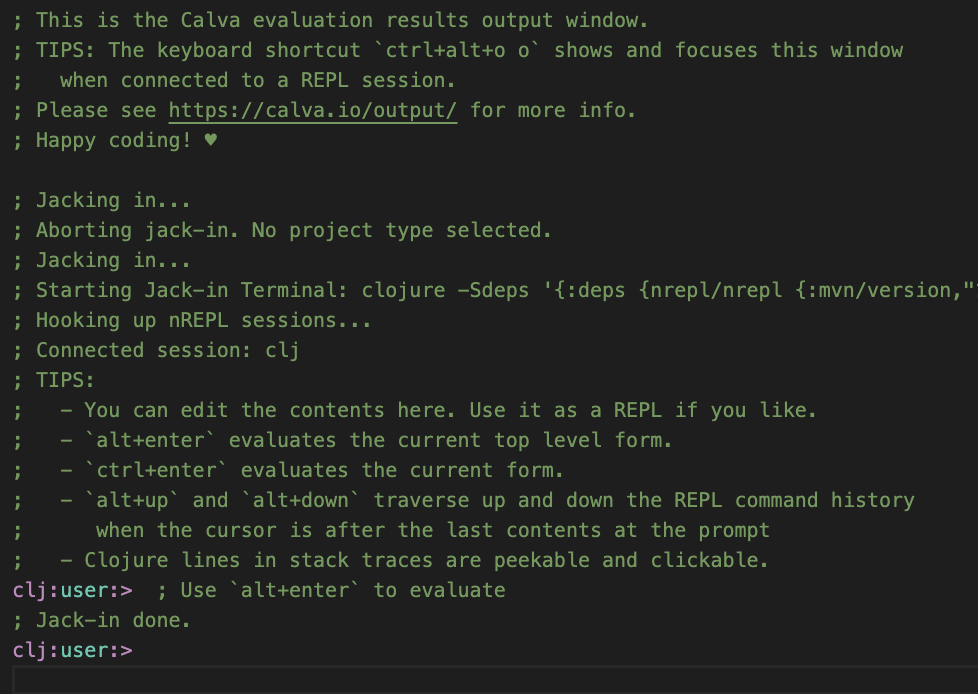 ; This is the Calva evaluation results output window.
; TIPS: The keyboard shortcut `ctrl+alt+o o` shows and focuses this window
;   when connected to a REPL session.
; Please see https://calva.io/output/ for more info.
; Happy coding! ♥
; Jacking in...
; Aborting jack-in. No project type selected.
; Jacking in...
; Starting Jack-in Terminal: clojure -Sdeps '{:deps {nrepl/nrepl {:mvn/version,"
; Hooking up nREPL sessions...
; Connected session: clj
; TIPS:
;   - You can edit the contents here. Use it as a REPL if you like.
;   - `alt+enter` evaluates the current top level form.
;   - `ctrl+enter` evaluates the current form.
;   - `alt+up` and `alt+down` traverse up and down the REPL command history
;      when the cursor is after the last contents at the prompt
;   - Clojure lines in stack traces are peekable and clickable.
clj:user:>  ; Use `alt+enter` to evaluate
; Jack-in done.
clj:user:>